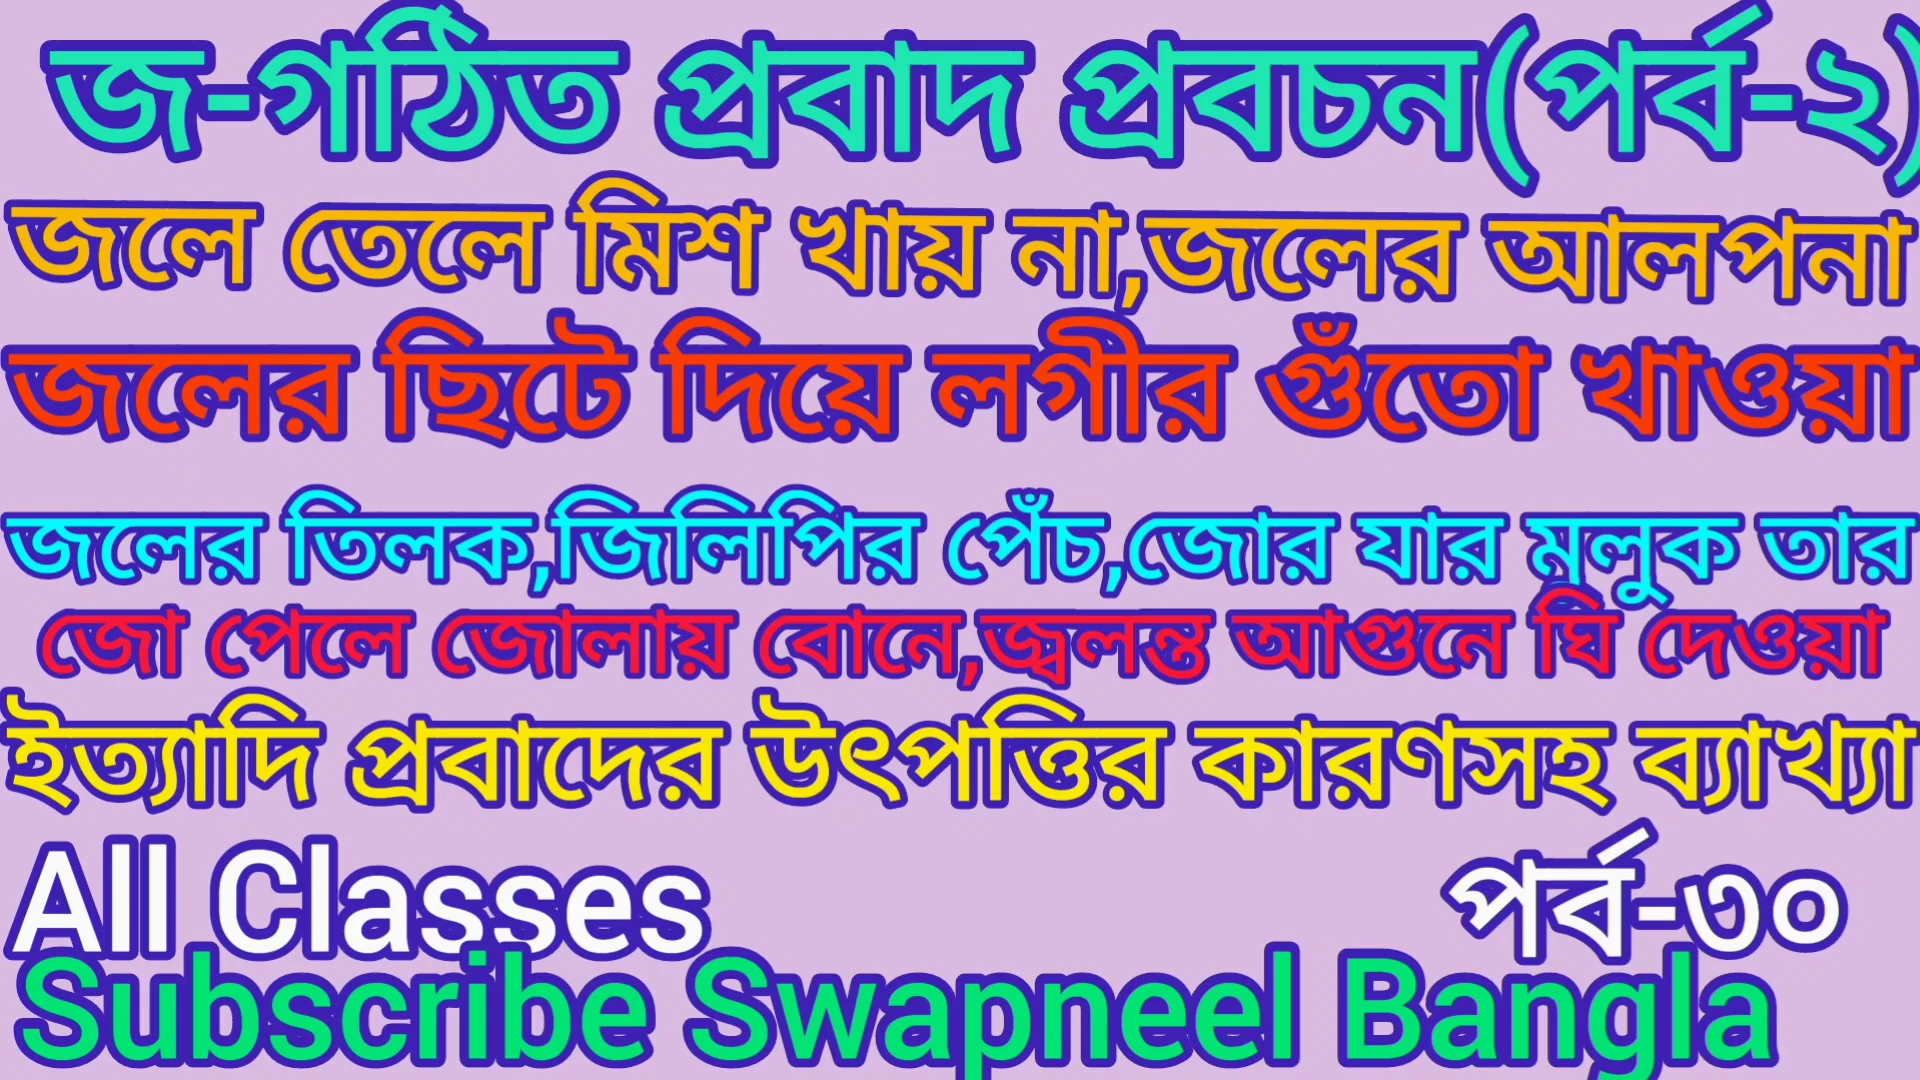 জ-গঠিত প্রবাদ প্রবচন(পর্ব-২)
জলে তেলে মিশ খায় না,জলের আলপনা
জলের ছিটে দিয়ে লগীর গুঁতো খাওয়া
জলের তিলক,জিলিপির পেঁচ,জোর যার মুলুক তার
জো পেলে জোলায় বোনে,জ্বলন্ত আগুনে ঘি দেওয়া
ইত্যাদি প্রবাদের উৎপত্তির কারণসহ ব্যাখ্যা
All Classes পর্ব-৩০
Subscribe Swapneel Bangla